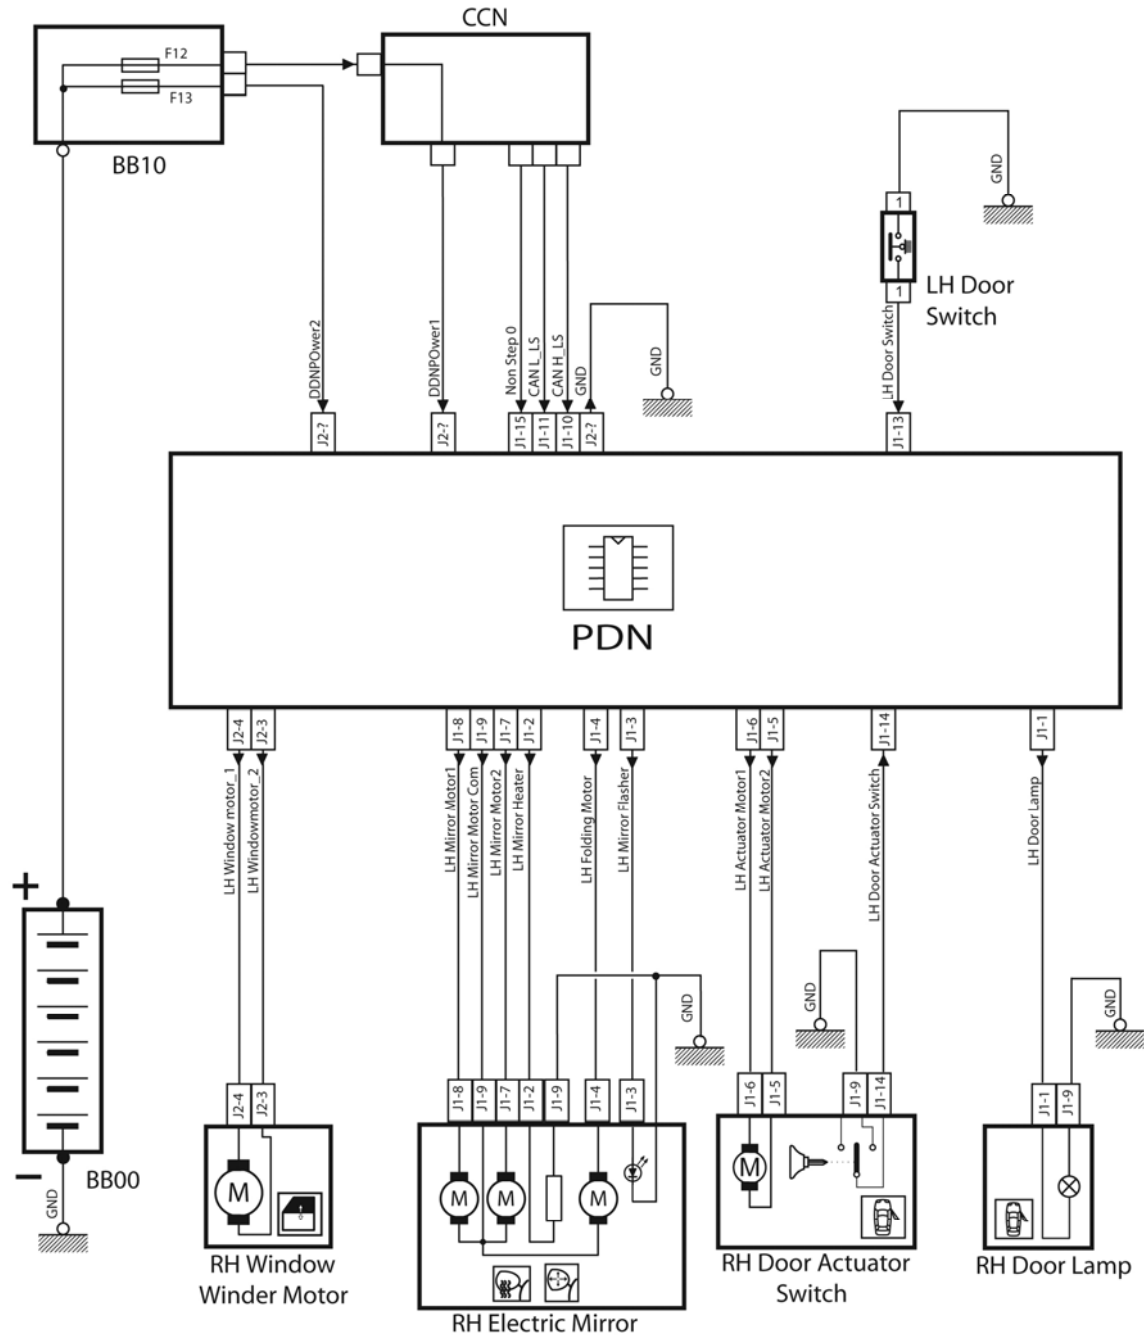 CCN
F12
F13
BB10
GND
1
1
LH Door
Switch
LH Door Switch
DDNPOwer2
DDNPOwer1
Non Step 0
CAN L_LS
CAN H_LS
GND
GND
J2-?
J2-?
J1-15
J1-11
J1-10
J2-?
J1-13
PDN
J2-4
J2-3
J1-8
J1-9
J1-7
J1-2
J1-4
J1-3
J1-6
J1-5
J1-14
J1-1
LH Window motor_1
LH Windowmotor_2
LH Mirror Motor1
LH Mirror Motor Com
LH Mirror Motor2
LH Mirror Heater
LH Folding Motor
LH Mirror Flasher
LH Actuator Motor1
LH Actuator Motor2
LH Door Actuator Switch
LH Door Lamp
+
GND
GND
GND
J2-4
J2-3
J1-8
J1-9
J1-7
J1-2
J1-9
J1-4
J1-3
J1-6
J1-5
J1-9
J1-14
J1-1
J1-9
−
BB00
GND
M
M
M
M
M
RH Window
Winder Motor
RH Electric Mirror
RH Door Actuator
Switch
RH Door Lamp